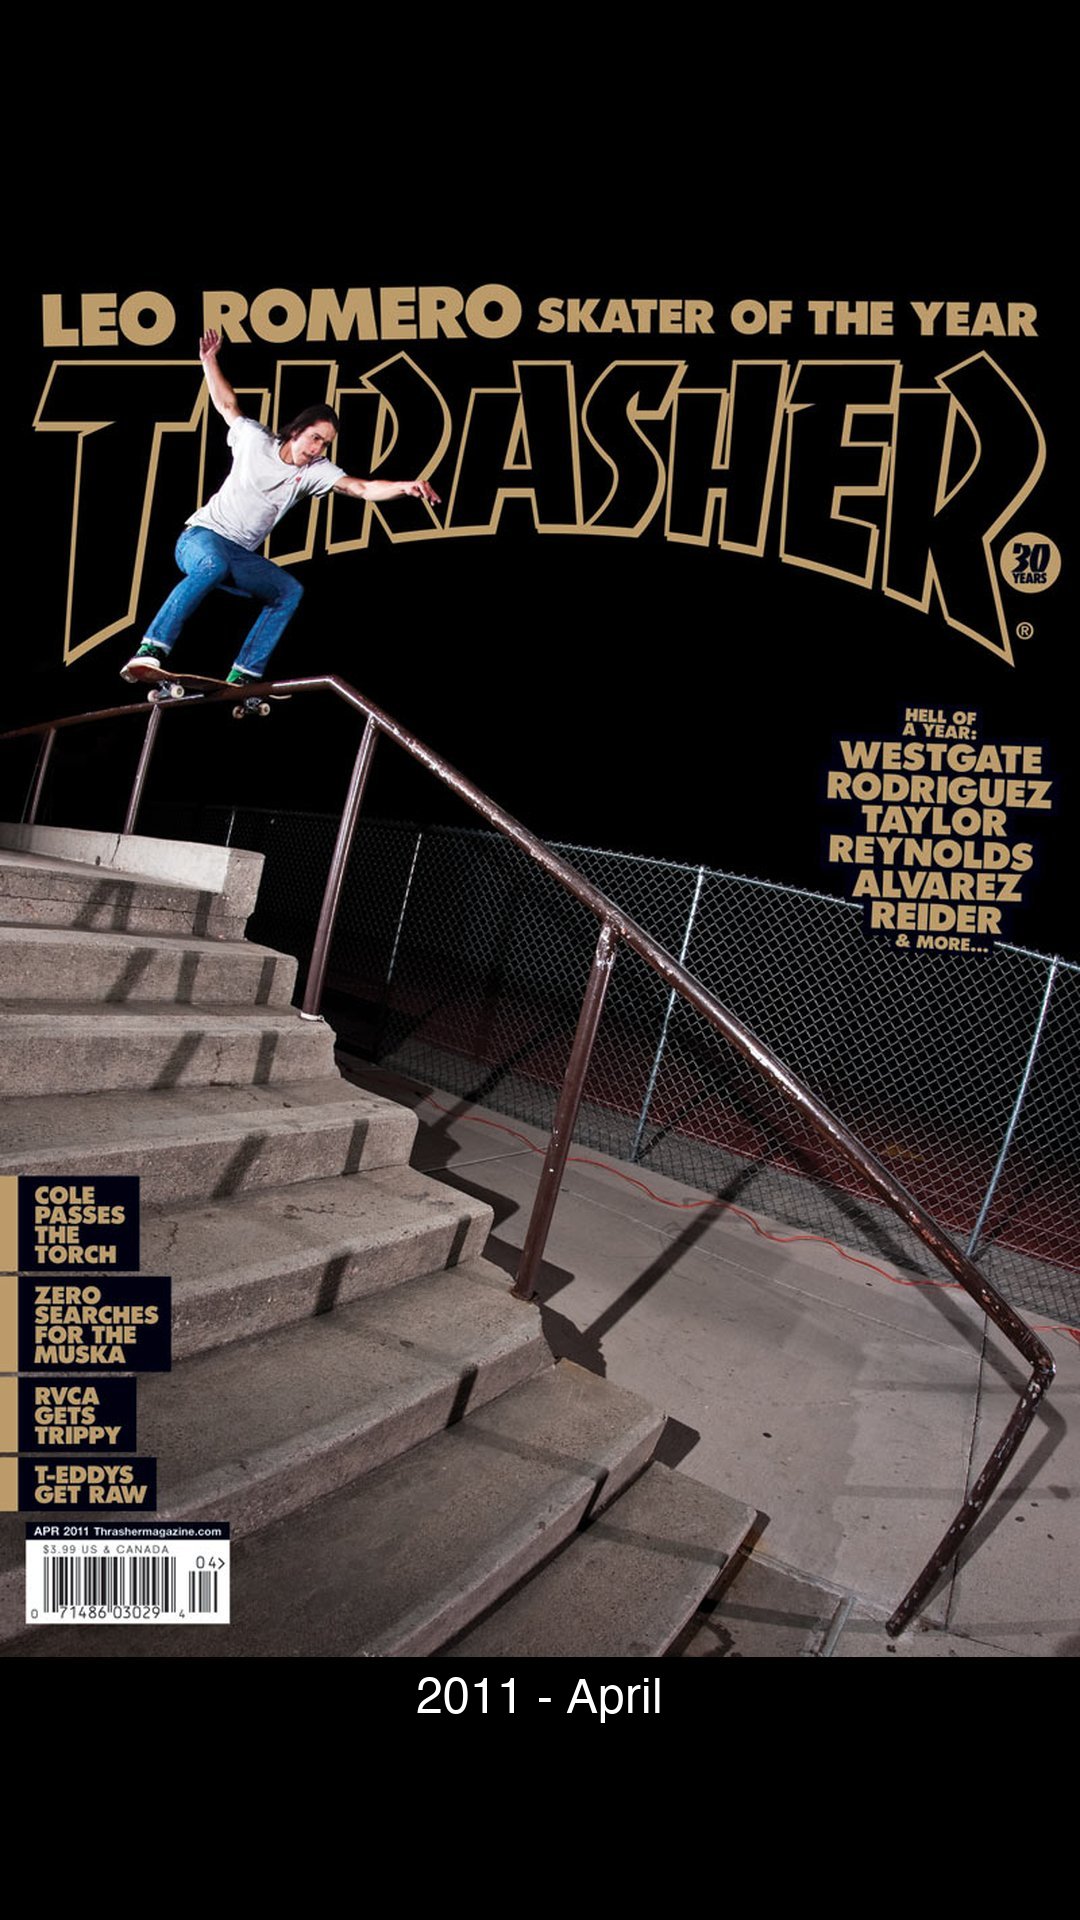 LEO ROMERO SKATER OF THE YEAR
THRASHER
30
YEARS
®
HELL OF
A YEAR:
WESTGATE
RODRIGUEZ
TAYLOR
REYNOLDS
ALVAREZ
REIDER
& MORE...
COLE
PASSES
THE
TORCH
ZERO
SEARCHES
FOR THE
MUSKA
RVCA
GETS
TRIPPY
T-EDDYS
GET RAW
APR 2011 Thrashermagazine.com
$3.99 US & CANADA
04>
0 71486 03029 4
2011 - April